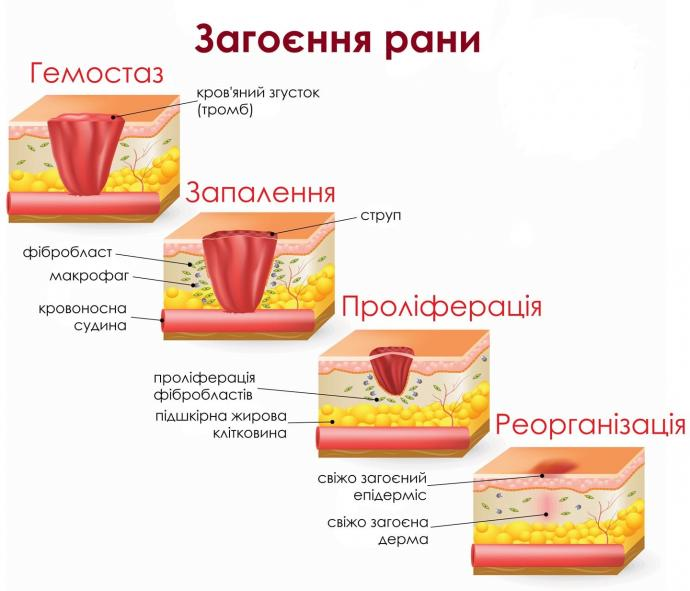 Загоєння рани
Гемостаз
кров'яний згусток
(тромб)
Запалення
струп
фібробласт
макрофаг
кровоносна
судина
Проліферація
проліферація
фібробластів
підшкірна жирова
клітковина
Реорганізація
свіжо загоєний
епідерміс
свіжо загоєна
дерма